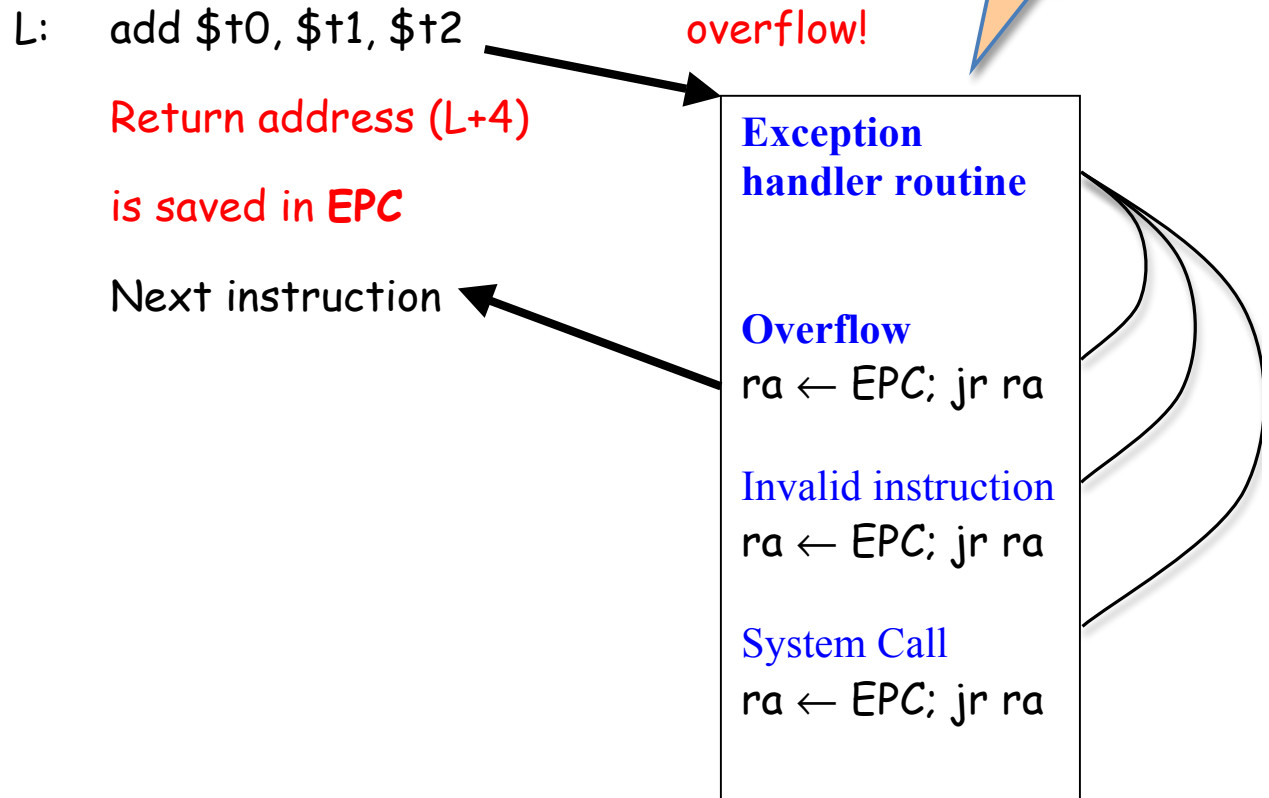 L: add $t0, $t1, $t2 overflow!
Return address (L+4)
is saved in EPC
Next instruction
Exception
handler routine
Overflow
ra ← EPC; jr ra
Invalid instruction
ra ← EPC; jr ra
System Call
ra ← EPC; jr ra